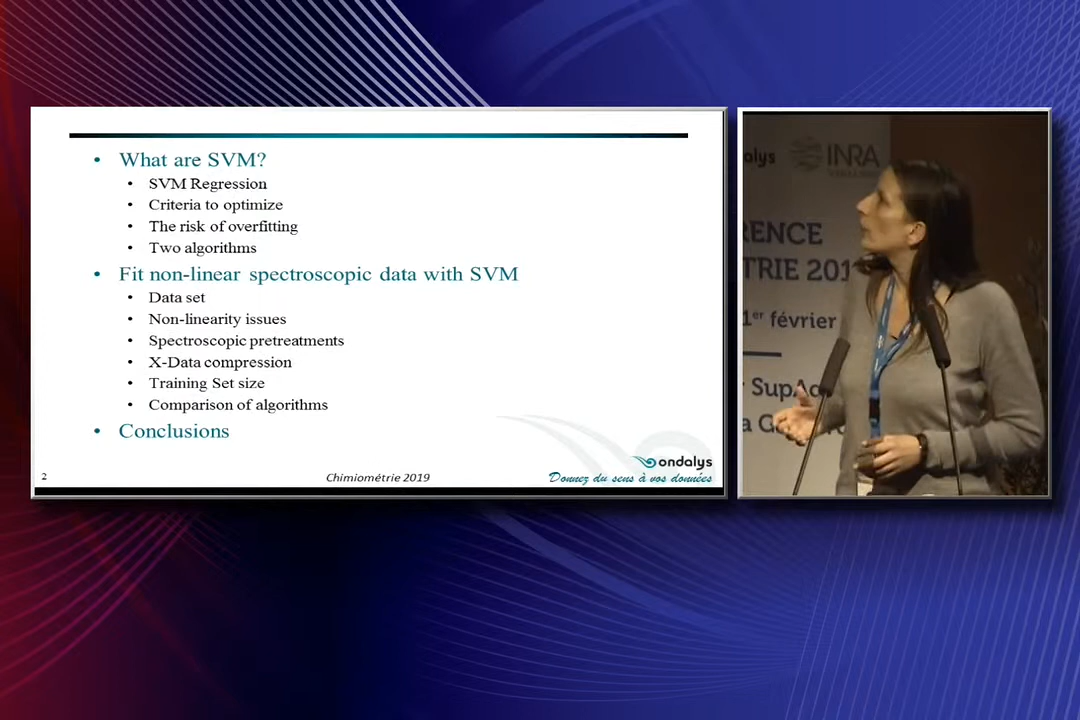 • What are SVM?
• SVM Regression
• Criteria to optimize
• The risk of overfitting
• Two algorithms
• Fit non-linear spectroscopic data with SVM
• Data set
• Non-linearity issues
• Spectroscopic pretreatments
• X-Data compression
• Training Set size
• Comparison of algorithms
• Conclusions
2
Chimiométrie 2019
ondalys
Donnez du sens à vos données
alys
INRA
RENCE
TRIE 201
1er février
SupA